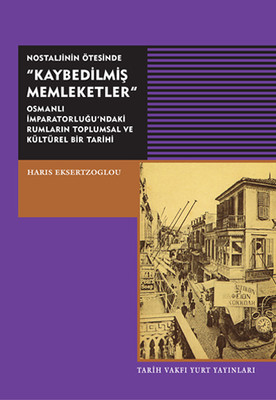 NOSTALJİNİN ÖTESİNDE
"KAYBEDİLMİŞ
MEMLEKETLER"
OSMANLI
İMPARATORLUĞU'NDAKİ
RUMLARIN TOPLUMSAL VE
KÜLTÜREL BİR TARİHİ
HARIS EKSERTZOGLOU
TARİH VAKFI YURT YAYINLARI